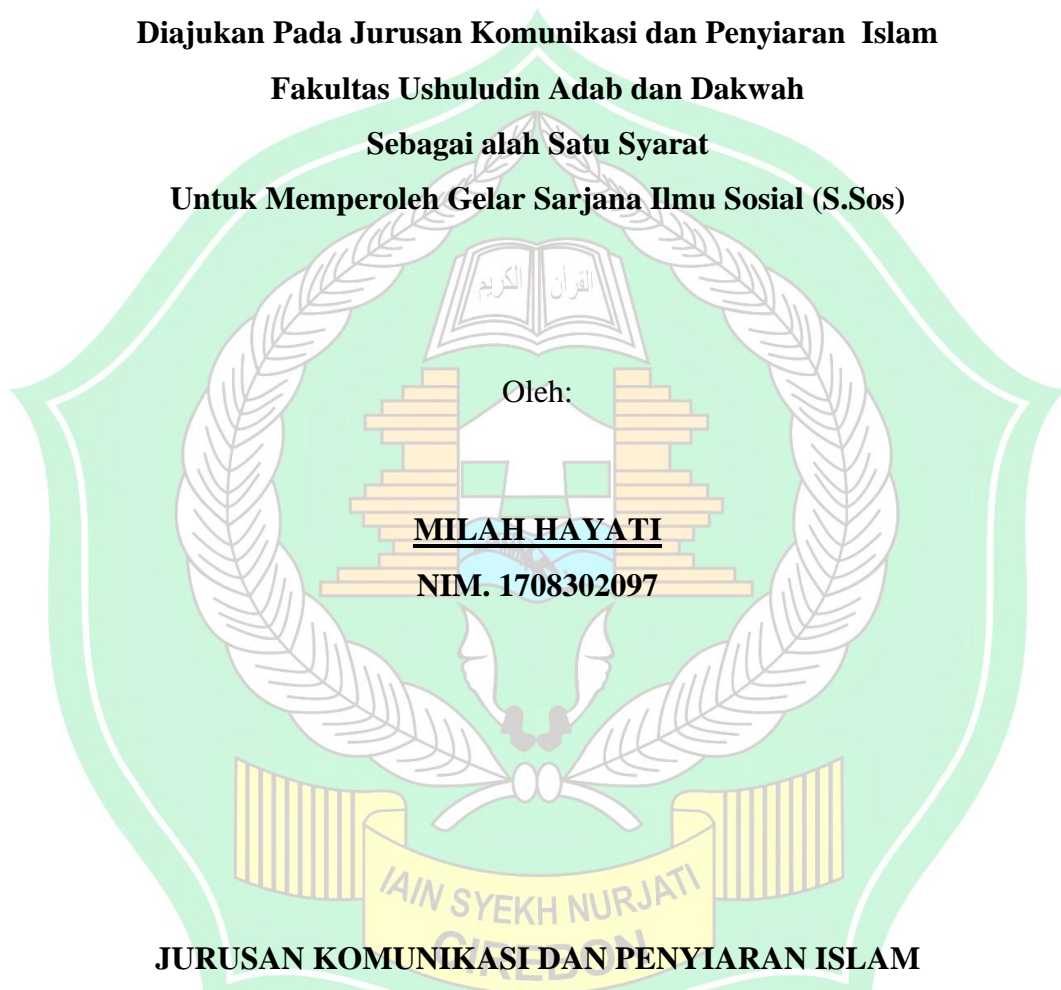 Diajukan Pada Jurusan Komunikasi dan Penyiaran Islam
Fakultas Ushuludin Adab dan Dakwah
Sebagai alah Satu Syarat
Untuk Memperoleh Gelar Sarjana Ilmu Sosial (S.Sos)
القرآن الكريم
Oleh:
MILAH HAYATI
NIM. 1708302097
IAIN SYEKH NURJATI
CIREBON
JURUSAN KOMUNIKASI DAN PENYIARAN ISLAM